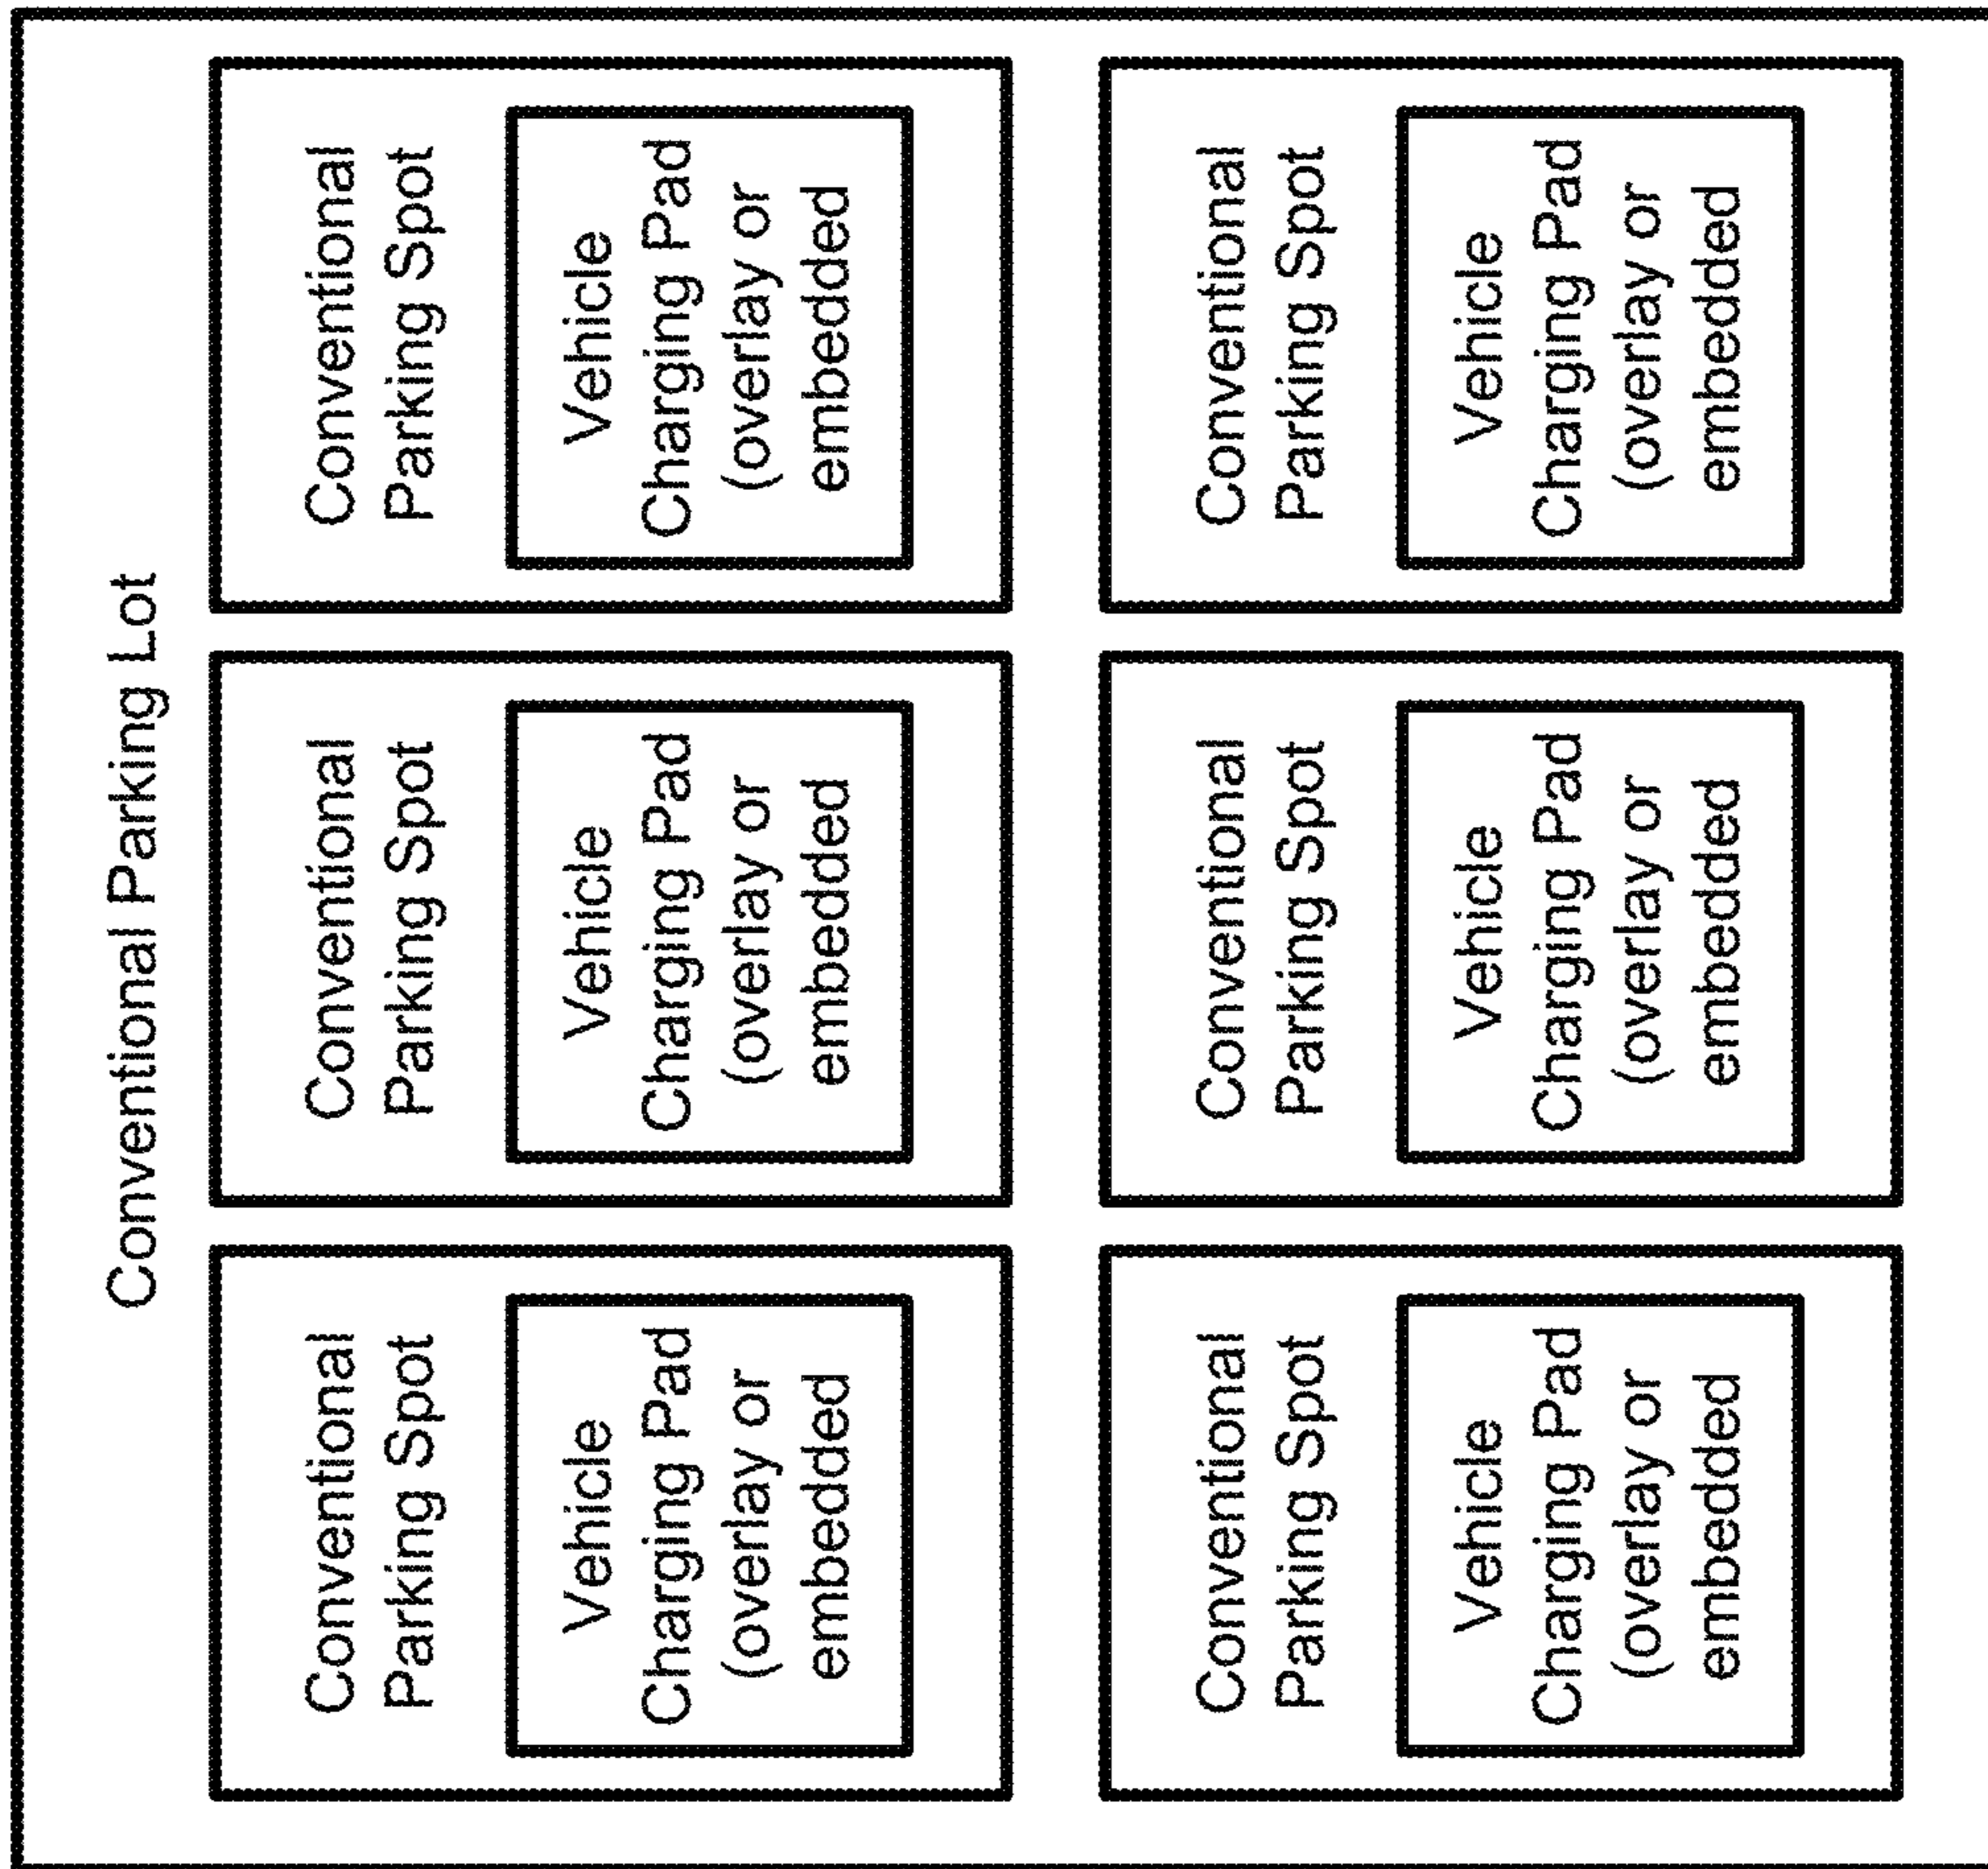 Conventional Parking Lot
Conventional
Parking Spot
Vehicle
Charging Pad
(overlay or
embedded
Conventional
Parking Spot
Vehicle
Charging Pad
(overlay or
embedded
Conventional
Parking Spot
Vehicle
Charging Pad
(overlay or
embedded
Conventional
Parking Spot
Vehicle
Charging Pad
(overlay or
embedded
Conventional
Parking Spot
Vehicle
Charging Pad
(overlay or
embedded
Conventional
Parking Spot
Vehicle
Charging Pad
(overlay or
embedded